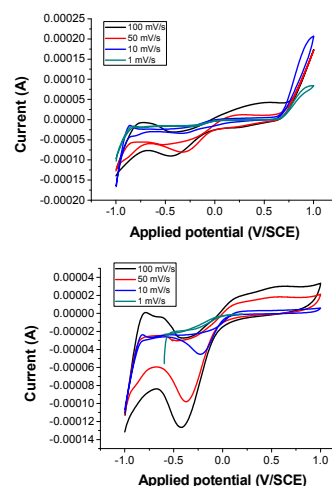 100 mV/s
50 mV/s
10 mV/s
1 mV/s
0.00025
0.00020
0.00015
0.00010
0.00005
0.00000
-0.00005
-0.00010
-0.00015
-0.00020
Current (A)
-1.0 -0.5 0.0 0.5 1.0
Applied potential (V/SCE)
100 mV/s
50 mV/s
10 mV/s
1 mV/s
0.00004
0.00002
0.00000
-0.00002
-0.00004
-0.00006
-0.00008
-0.00010
-0.00012
-0.00014
Current (A)
-1.0 -0.5 0.0 0.5 1.0
Applied potential (V/SCE)